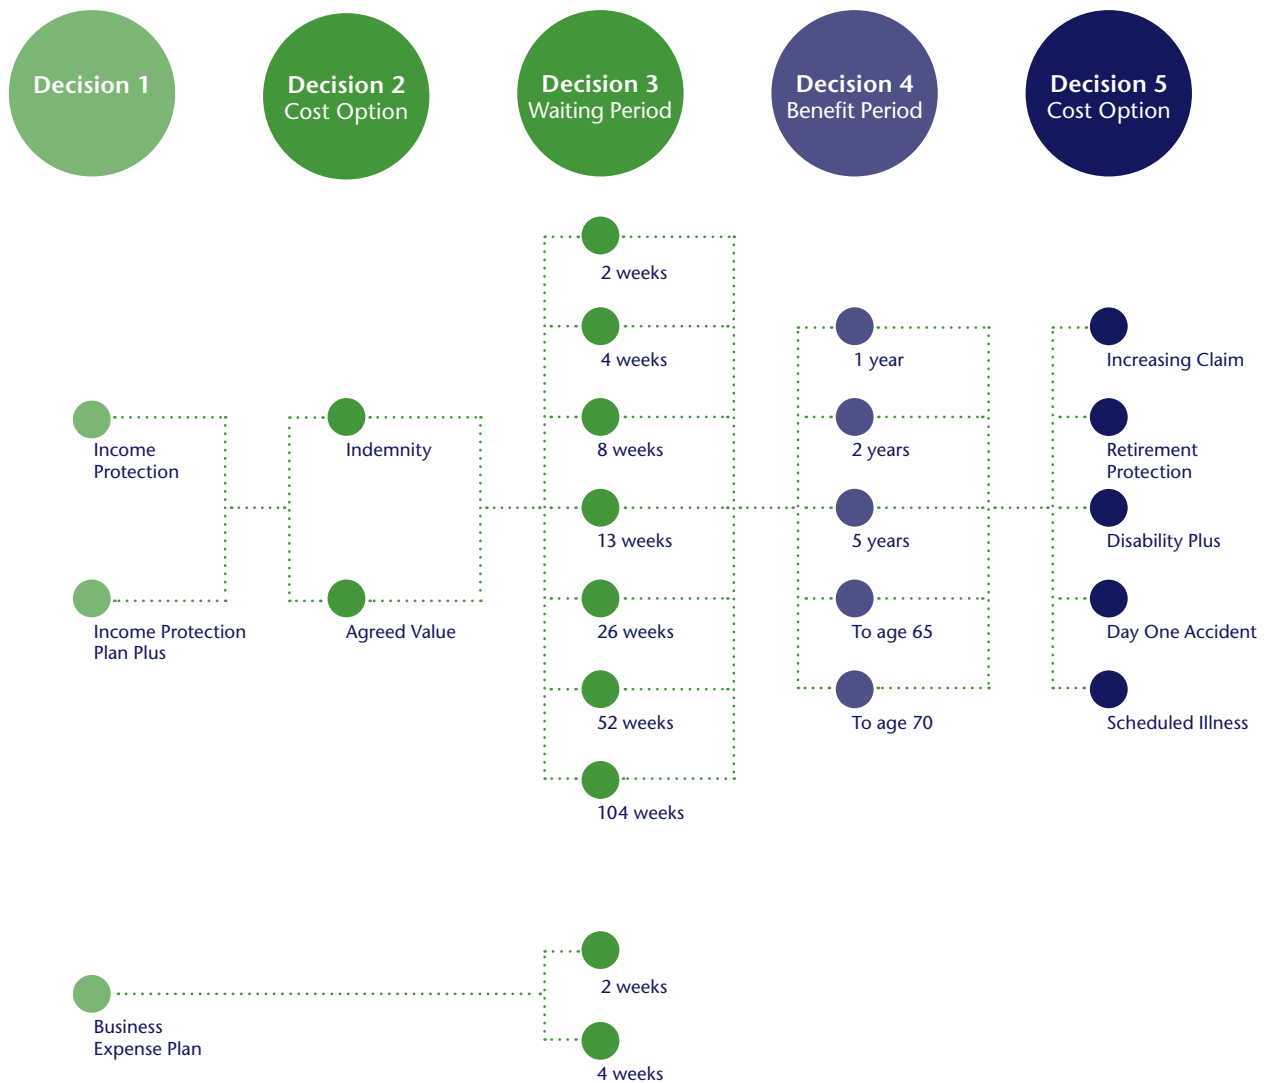 Decision 1
Decision 2
Cost Option
Decision 3
Waiting Period
Decision 4
Benefit Period
Decision 5
Cost Option
Income
Protection
Income Protection
Plan Plus
Indemnity
Agreed Value
2 weeks
4 weeks
8 weeks
13 weeks
26 weeks
52 weeks
104 weeks
1 year
2 years
5 years
To age 65
To age 70
Increasing Claim
Retirement
Protection
Disability Plus
Day One Accident
Scheduled Illness
Business
Expense Plan
2 weeks
4 weeks